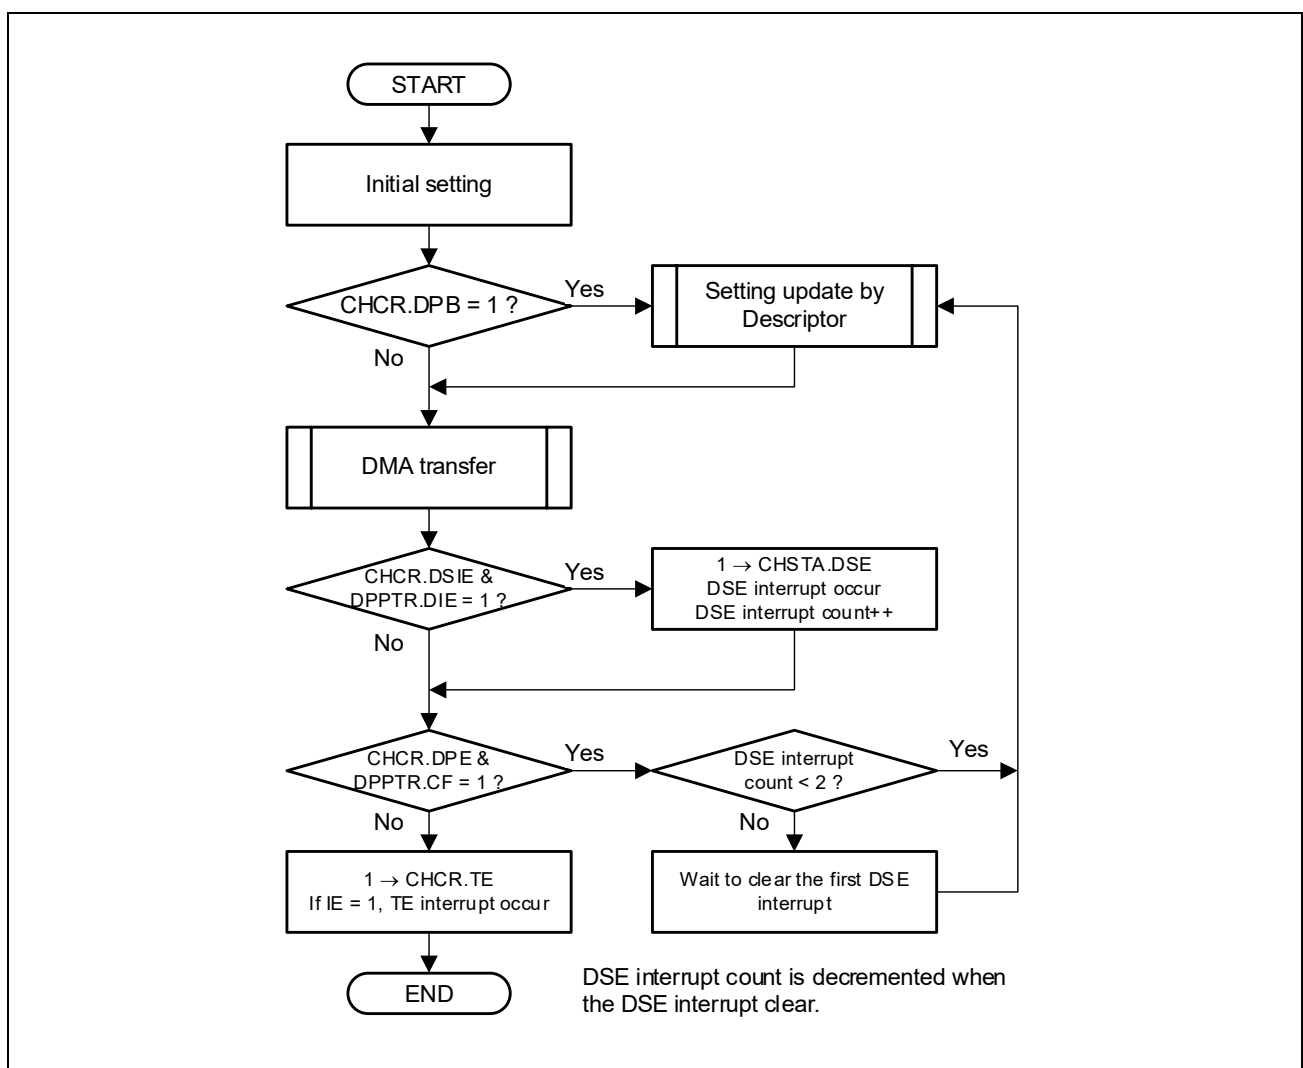 START
Initial setting
CHCR.DPB = 1 ?
Yes
Setting update by
Descriptor
No
DMA transfer
CHCR.DSIE &
DPPTR.DIE = 1 ?
Yes
1 → CHSTA.DSE
DSE interrupt occur
DSE interrupt count++
No
CHCR.DPE &
DPPTR.CF = 1 ?
Yes
DSE interrupt
count < 2 ?
Yes
No
No
1 → CHCR.TE
If IE = 1, TE interrupt occur
Wait to clear the first DSE
interrupt
END
DSE interrupt count is decremented when
the DSE interrupt clear.